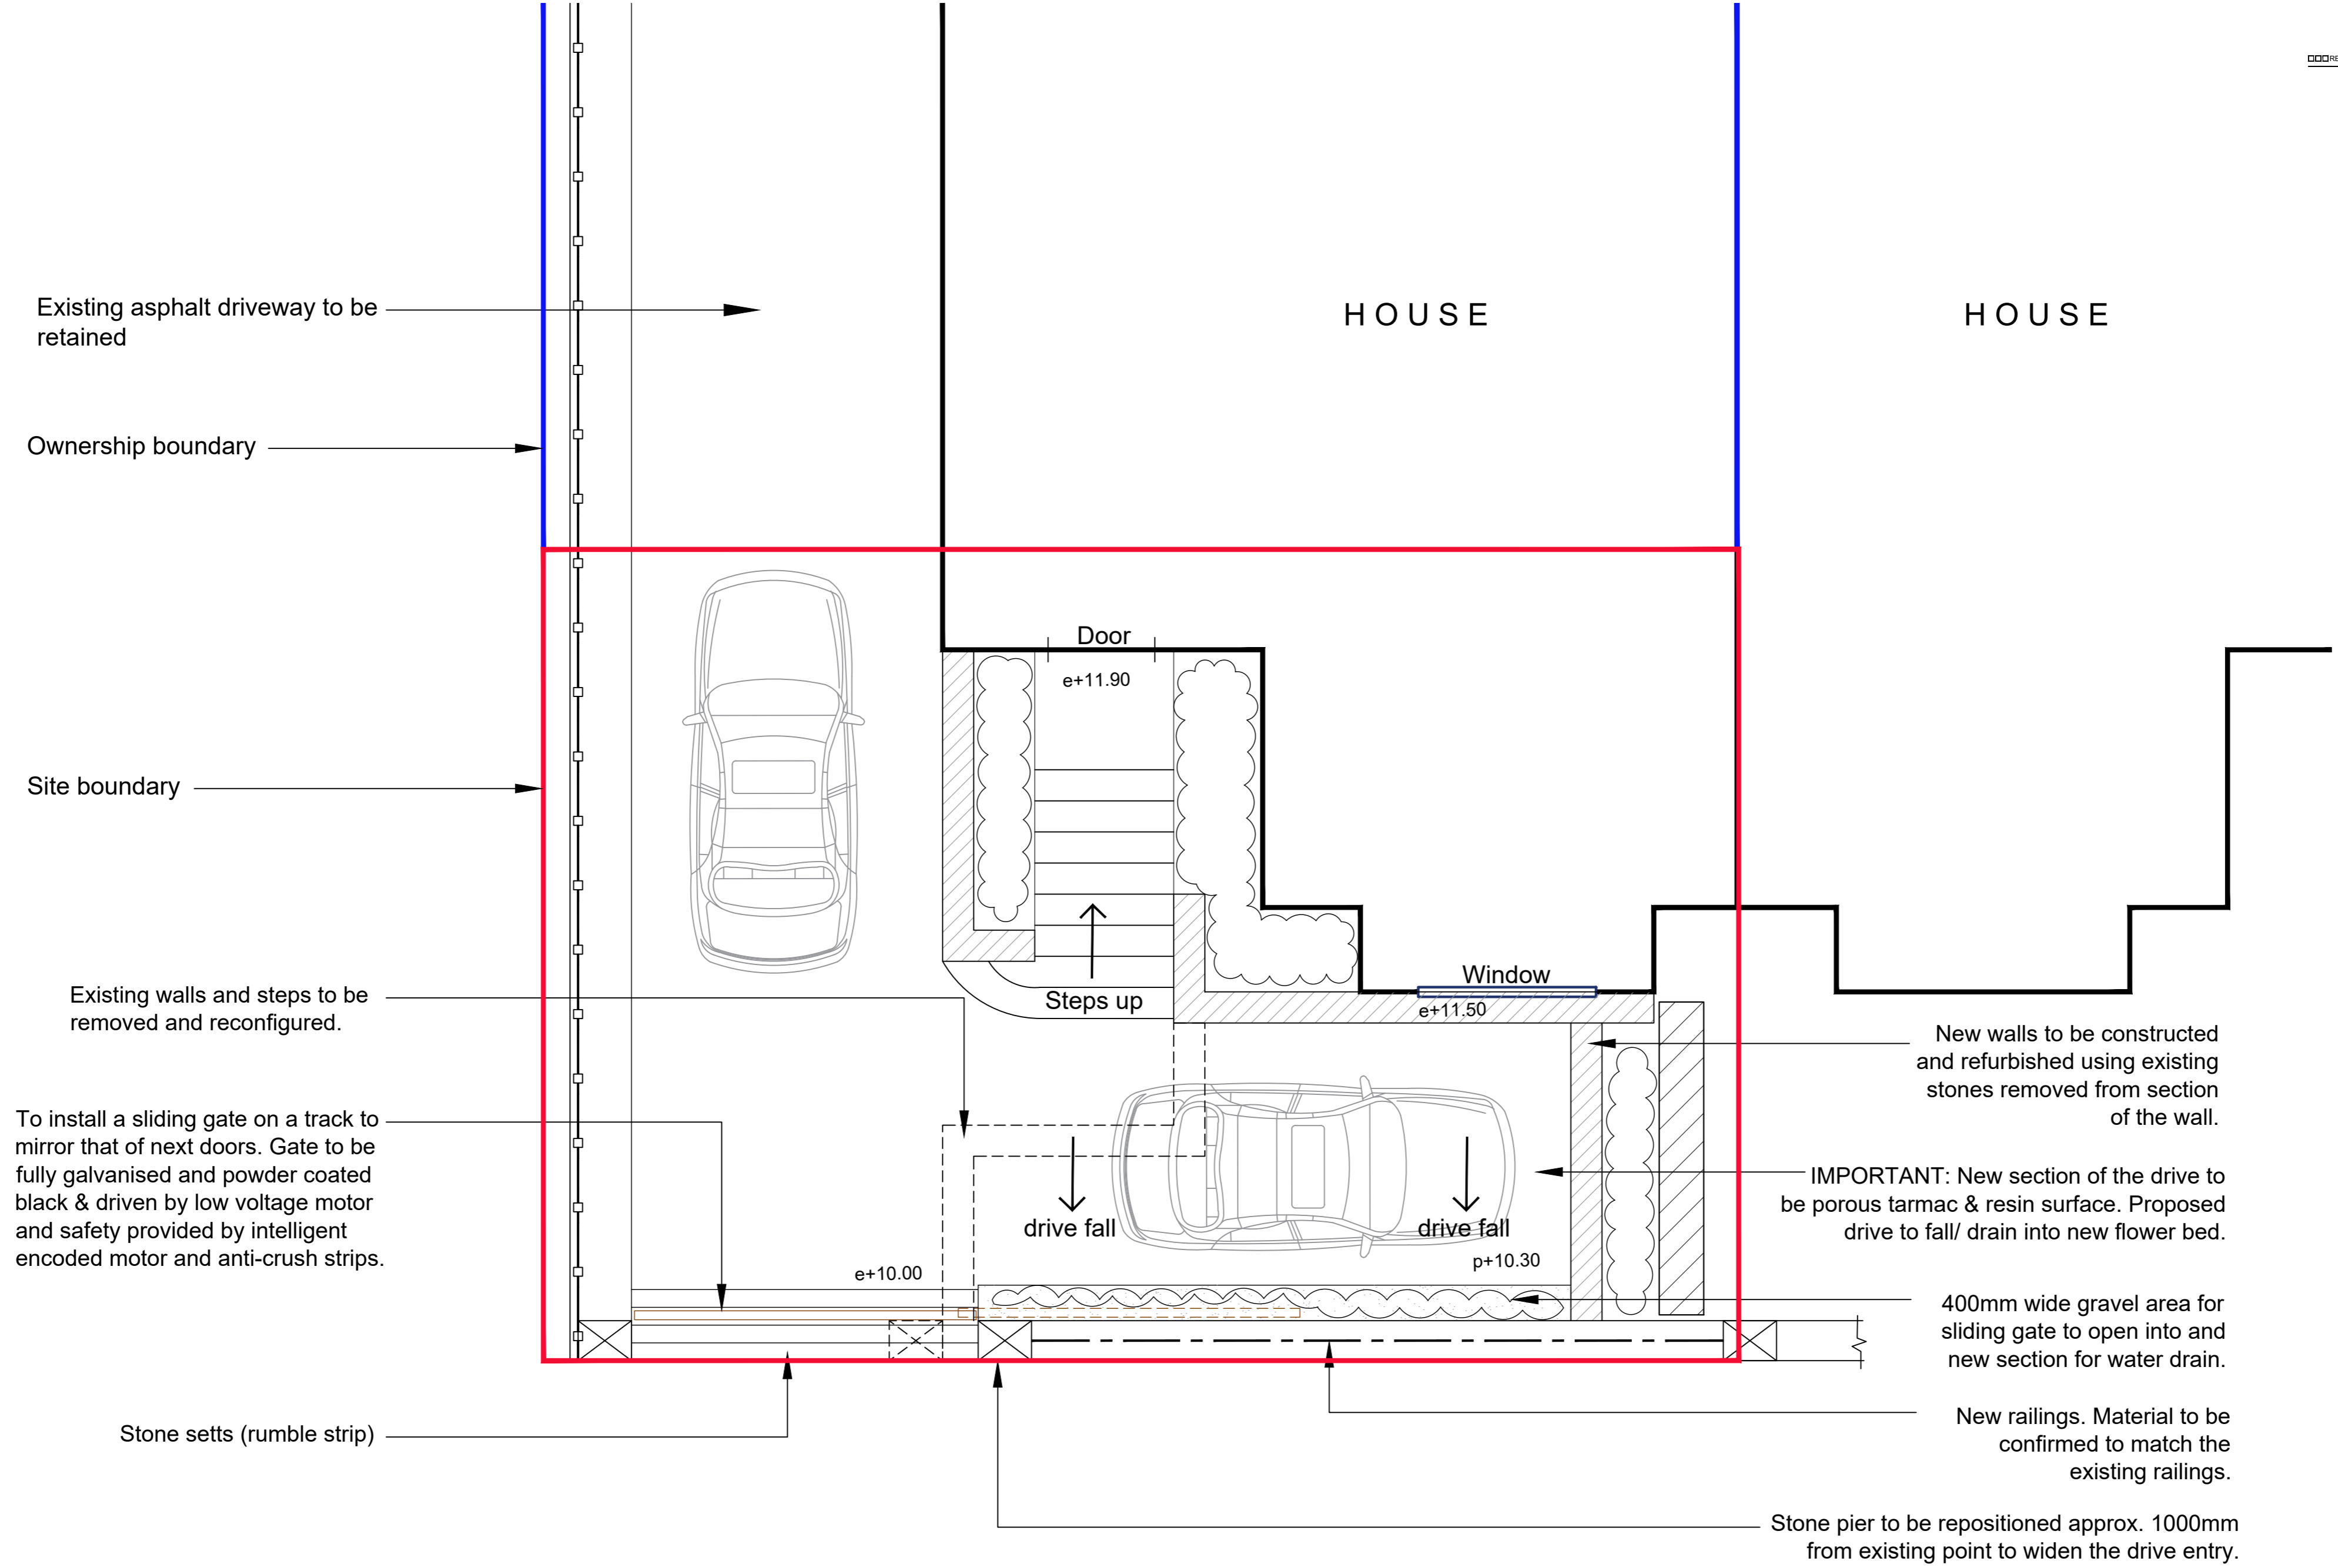 HOUSE
HOUSE
Existing asphalt driveway to be
retained
Ownership boundary
Door
e+11.90
Site boundary
Window
e+11.50
Steps up
Existing walls and steps to be
removed and reconfigured.
New walls to be constructed
and refurbished using existing
stones removed from section
of the wall.
To install a sliding gate on a track to
mirror that of next doors. Gate to be
fully galvanised and powder coated
black & driven by low voltage motor
and safety provided by intelligent
encoded motor and anti-crush strips.
IMPORTANT: New section of the drive to
be porous tarmac & resin surface. Proposed
drive to fall/ drain into new flower bed.
drive fall
drive fall
e+10.00
p+10.30
400mm wide gravel area for
sliding gate to open into and
new section for water drain.
Stone setts (rumble strip)
New railings. Material to be
confirmed to match the
existing railings.
Stone pier to be repositioned approx. 1000mm
from existing point to widen the drive entry.